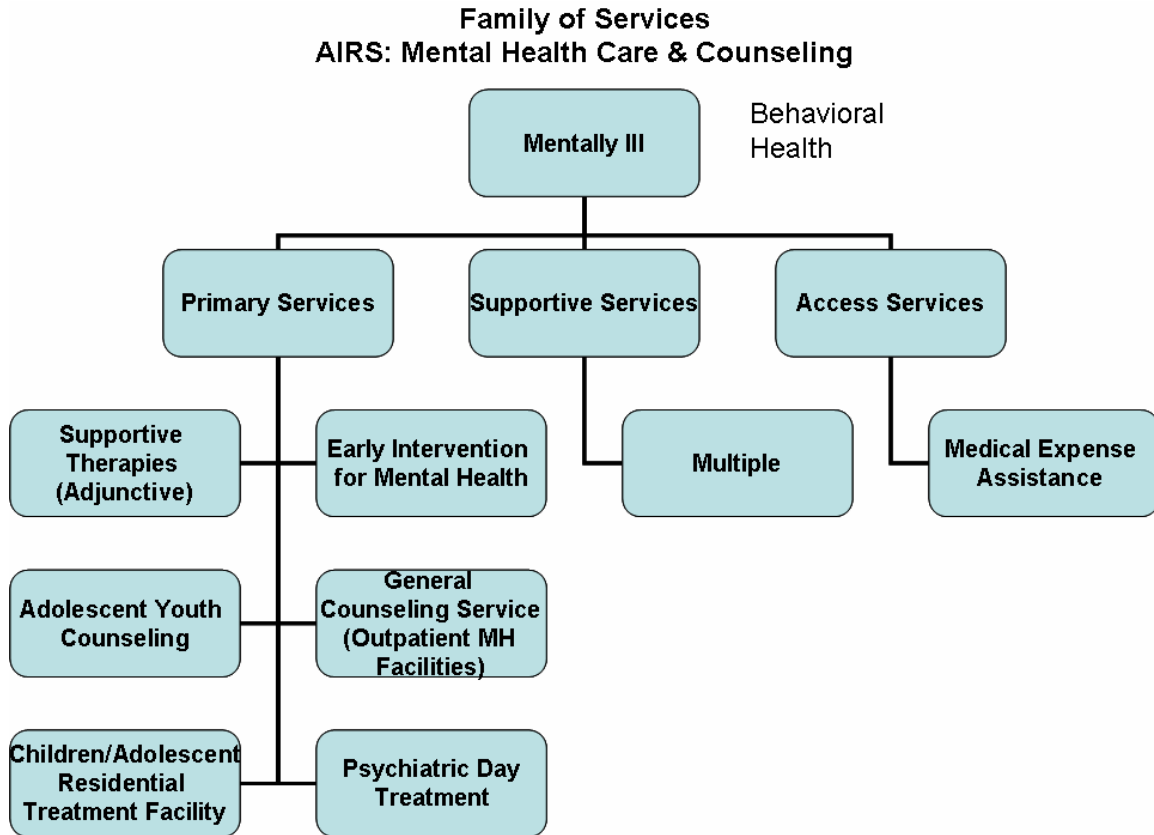 Family of Services
AIRS: Mental Health Care & Counseling
Mentally Ill
Behavioral
Health
Primary Services
Supportive Services
Access Services
Supportive
Therapies
(Adjunctive)
Early Intervention
for Mental Health
Multiple
Medical Expense
Assistance
Adolescent Youth
Counseling
General
Counseling Service
(Outpatient MH
Facilities)
Children/Adolescent
Residential
Treatment Facility
Psychiatric Day
Treatment